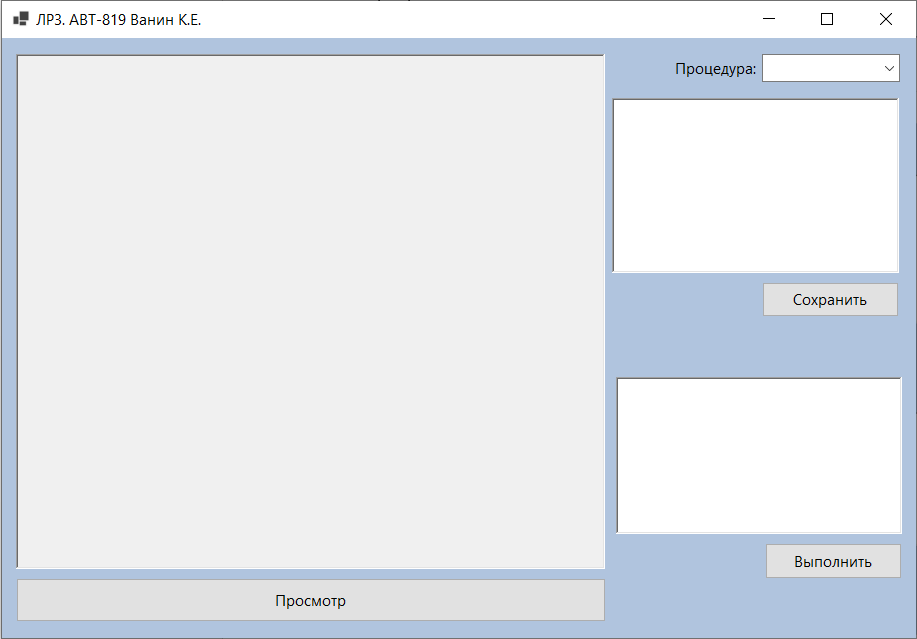 ЛР3. АВТ-819 Ванин К.Е.
Процедура:
Сохранить
Выполнить
Просмотр